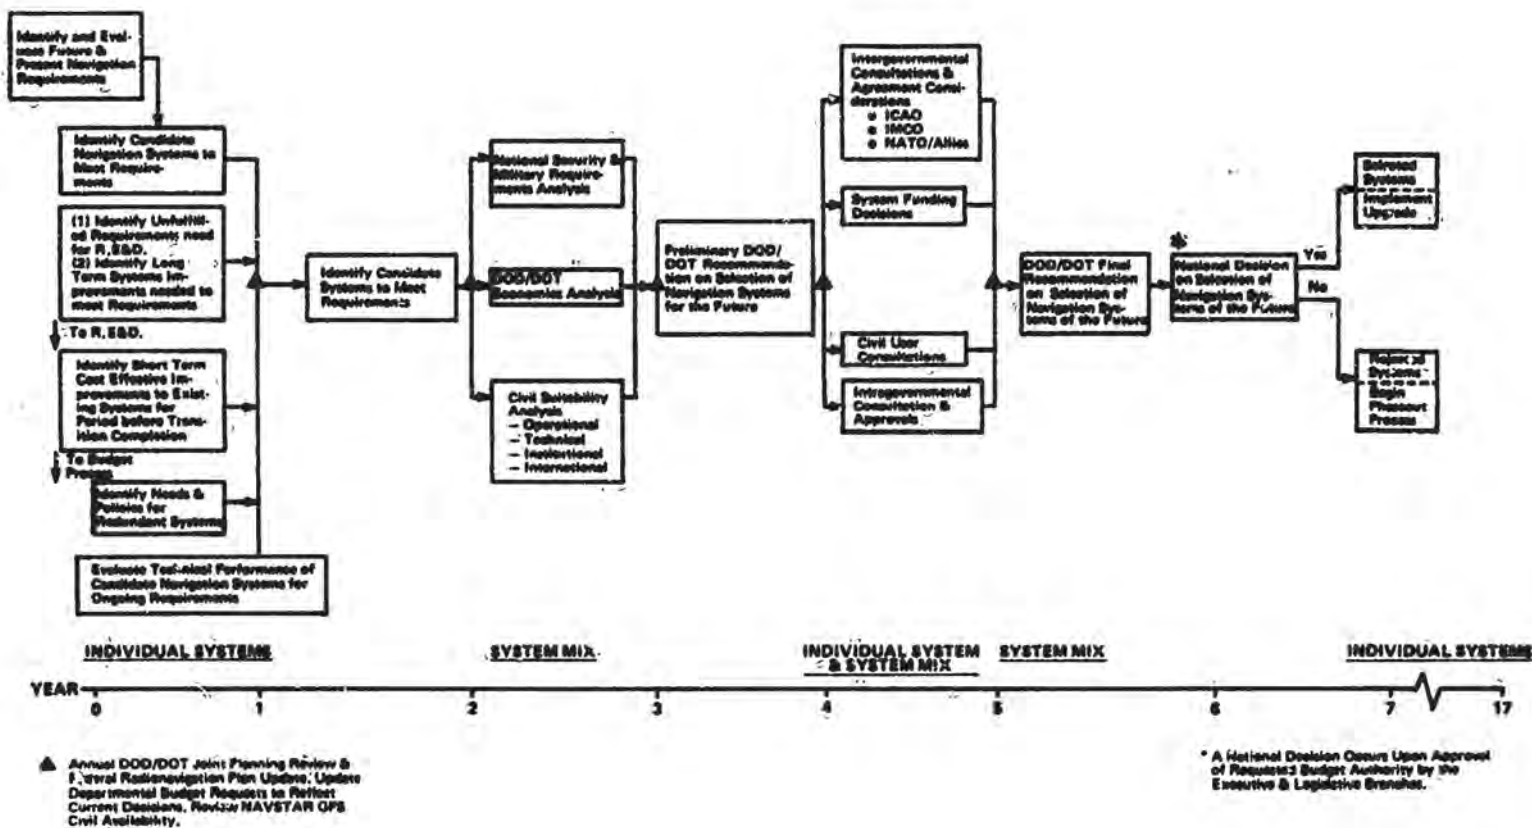 Identify and Eval-
uate Future &
Present Navigation
Requirements
Identify Candidate
Navigation Systems to
Meet Require-
ments
(1) Identify Unfulfill-
ed Requirements need
for R,E&D.
(2) Identify Long
Term Systems Im-
provements needed to
meet Requirements
To R,E&D.
Identify Short Term
Cost Effective Im-
provements to Exist-
ing Systems for
Period before Trans-
ition Completion
To Budget
Process
Identify Needs &
Policies for
Redundant Systems
Evaluate Technical Performance of
Candidate Navigation Systems for
Ongoing Requirements
Identify Candidate
Systems to Meet
Requirements
National Security &
Military Require-
ments Analysis
DOD/DOT
Economics Analysis
Civil Suitability
Analysis
– Operational
– Technical
– Institutional
– International
Preliminary DOD/
DOT Recommenda-
tion on Selection of
Navigation Systems
for the Future
Intergovernmental
Consultations &
Agreement Consi-
derations
● ICAO
● IMCO
● NATO/Allies
System Funding
Decisions
Civil User
Consultations
Intragovernmental
Consultation &
Approvals
DOD/DOT Final
Recommendation
on Selection of
Navigation Sys-
tems of the Future
*
National Decision
on Selection of
Navigation Sys-
tems of the Future
Yes
No
Selected
Systems
Implement
Upgrade
Rejected
Systems
Begin
Phaseout
Process
INDIVIDUAL SYSTEMS
SYSTEM MIX
INDIVIDUAL SYSTEM
& SYSTEM MIX
SYSTEM MIX
INDIVIDUAL SYSTEMS
YEAR
0 1 2 3 4 5 6 7 17
▲ Annual DOD/DOT Joint Planning Review &
Federal Radionavigation Plan Update, Update
Departmental Budget Requests to Reflect
Current Decisions. Review NAVSTAR GPS
Civil Availability.
* A National Decision Occurs Upon Approval
of Requested Budget Authority by the
Executive & Legislative Branches.